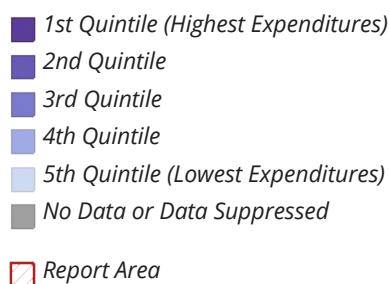 1st Quintile (Highest Expenditures)
2nd Quintile
3rd Quintile
4th Quintile
5th Quintile (Lowest Expenditures)
No Data or Data Suppressed
Report Area